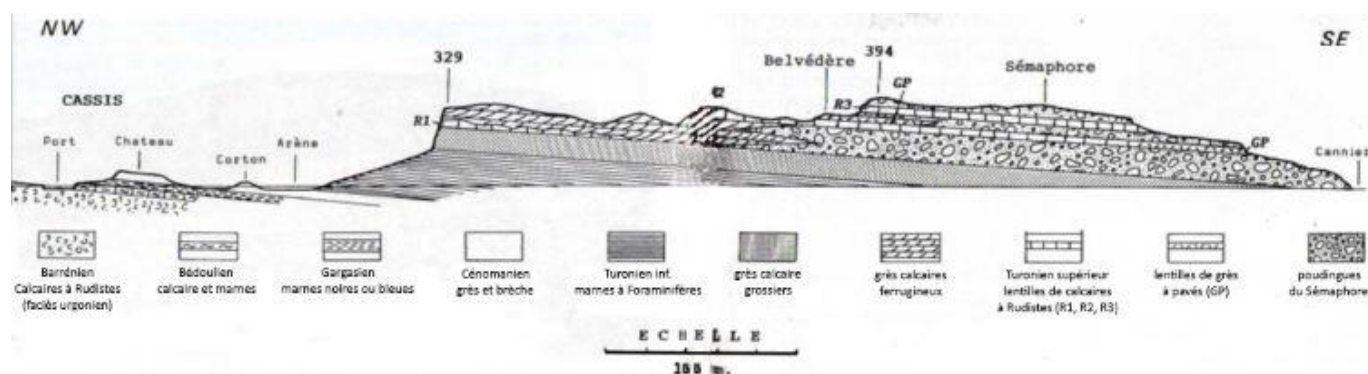 NW
SE
394
329
Belvédère
GP
Sémaphore
CASSIS
R3
R1
Port
Chateau
Corton
Arène
GP
Barrénien
Calcaires à Rudistes
(faciès urgonien)
Bédoulien
calcaire et marnes
Gargasien
marnes noires ou bleues
Cénomanien
grès et brèche
Turonien inf.
marnes à Foraminifères
grès calcaire
grossiers
grès calcaires
ferrugineux
Turonien supérieur
lentilles de calcaires
à Rudistes (R1, R2, R3)
lentilles de grès
à pavés (GP)
poudingues
du Sémaphore
ECHELLE
m.